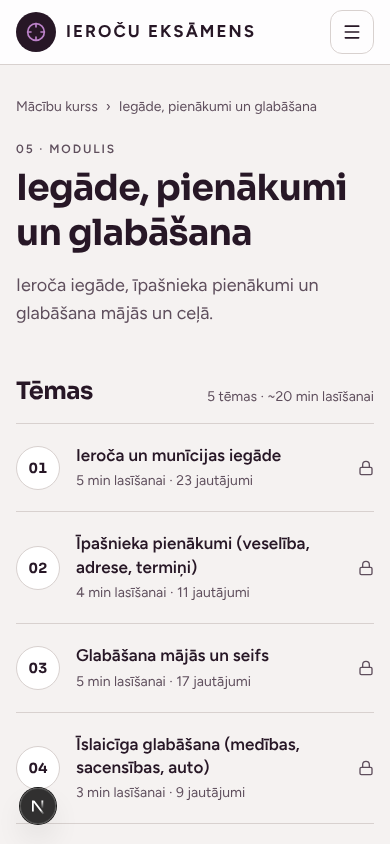 IEROČU EKSĀMENS
Mācību kurss › Iegāde, pienākumi un glabāšana
05 · MODULIS
Iegāde, pienākumi
un glabāšana
Ieroča iegāde, īpašnieka pienākumi un
glabāšana mājās un ceļā.
Tēmas
5 tēmas · ~20 min lasīšanai
01
Ieroča un munīcijas iegāde
5 min lasīšanai · 23 jautājumi
02
Īpašnieka pienākumi (veselība,
adrese, termiņi)
4 min lasīšanai · 11 jautājumi
03
Glabāšana mājās un seifs
5 min lasīšanai · 17 jautājumi
04
Īslaicīga glabāšana (medības,
sacensības, auto)
3 min lasīšanai · 9 jautājumi
N